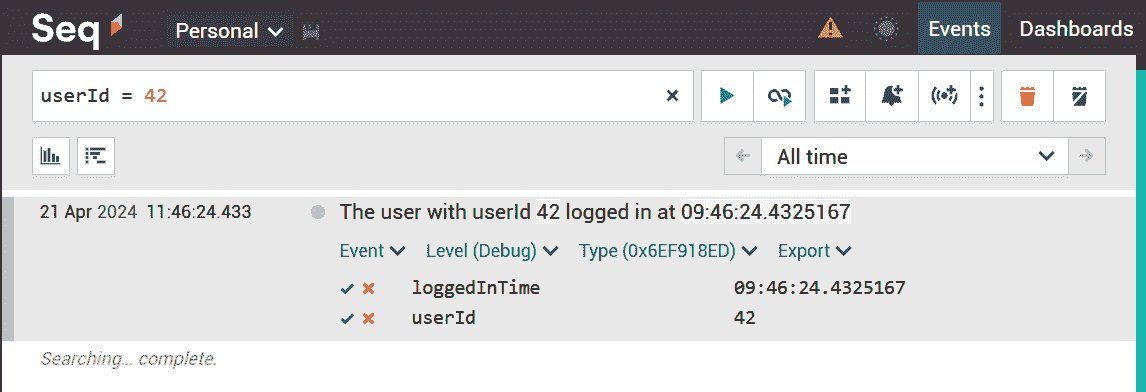 Seq Personal Events Dashboards
userId = 42
All time
21 Apr 2024 11:46:24.433 The user with userId 42 logged in at 09:46:24.4325167
Event Level (Debug) Type (0x6EF918ED) Export
loggedInTime 09:46:24.4325167
userId 42
Searching... complete.